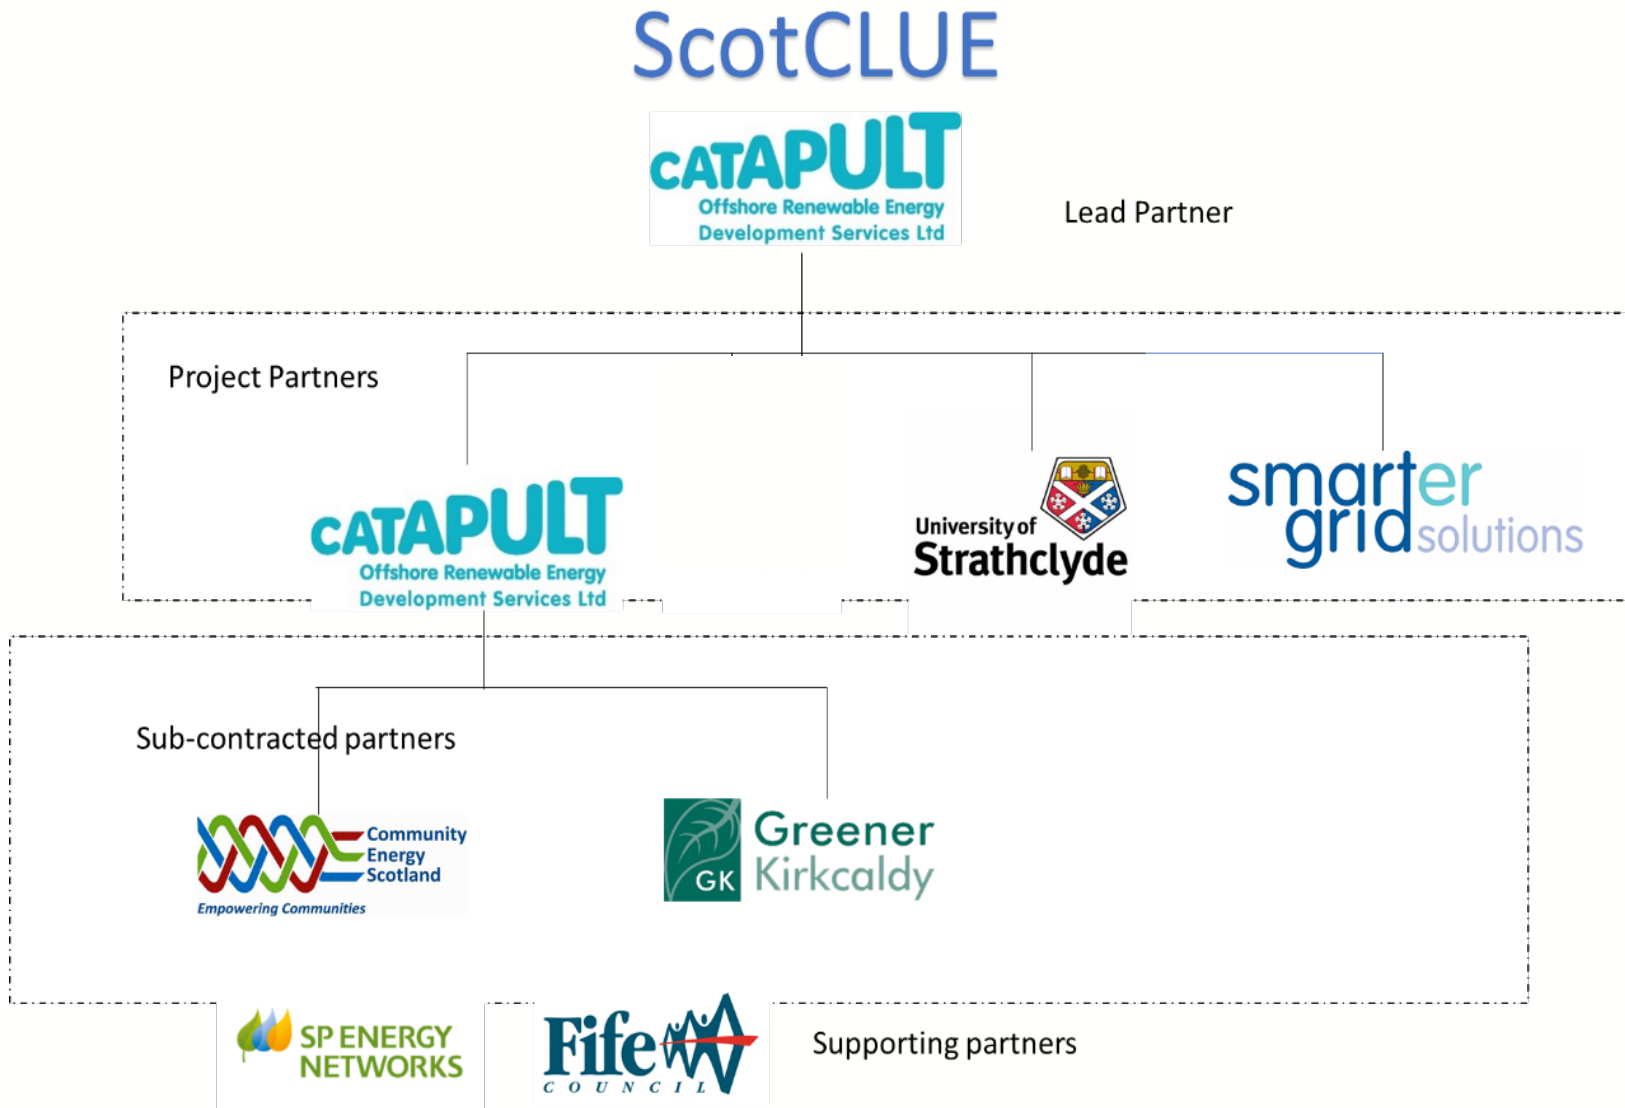 ScotCLUE
CATAPULT
Offshore Renewable Energy
Development Services Ltd
Lead Partner
Project Partners
CATAPULT
Offshore Renewable Energy
Development Services Ltd
University of
Strathclyde
smarter
grid solutions
Sub-contracted partners
Community
Energy
Scotland
Empowering Communities
GK
Greener
Kirkcaldy
SP ENERGY
NETWORKS
Fife
COUNCIL
Supporting partners